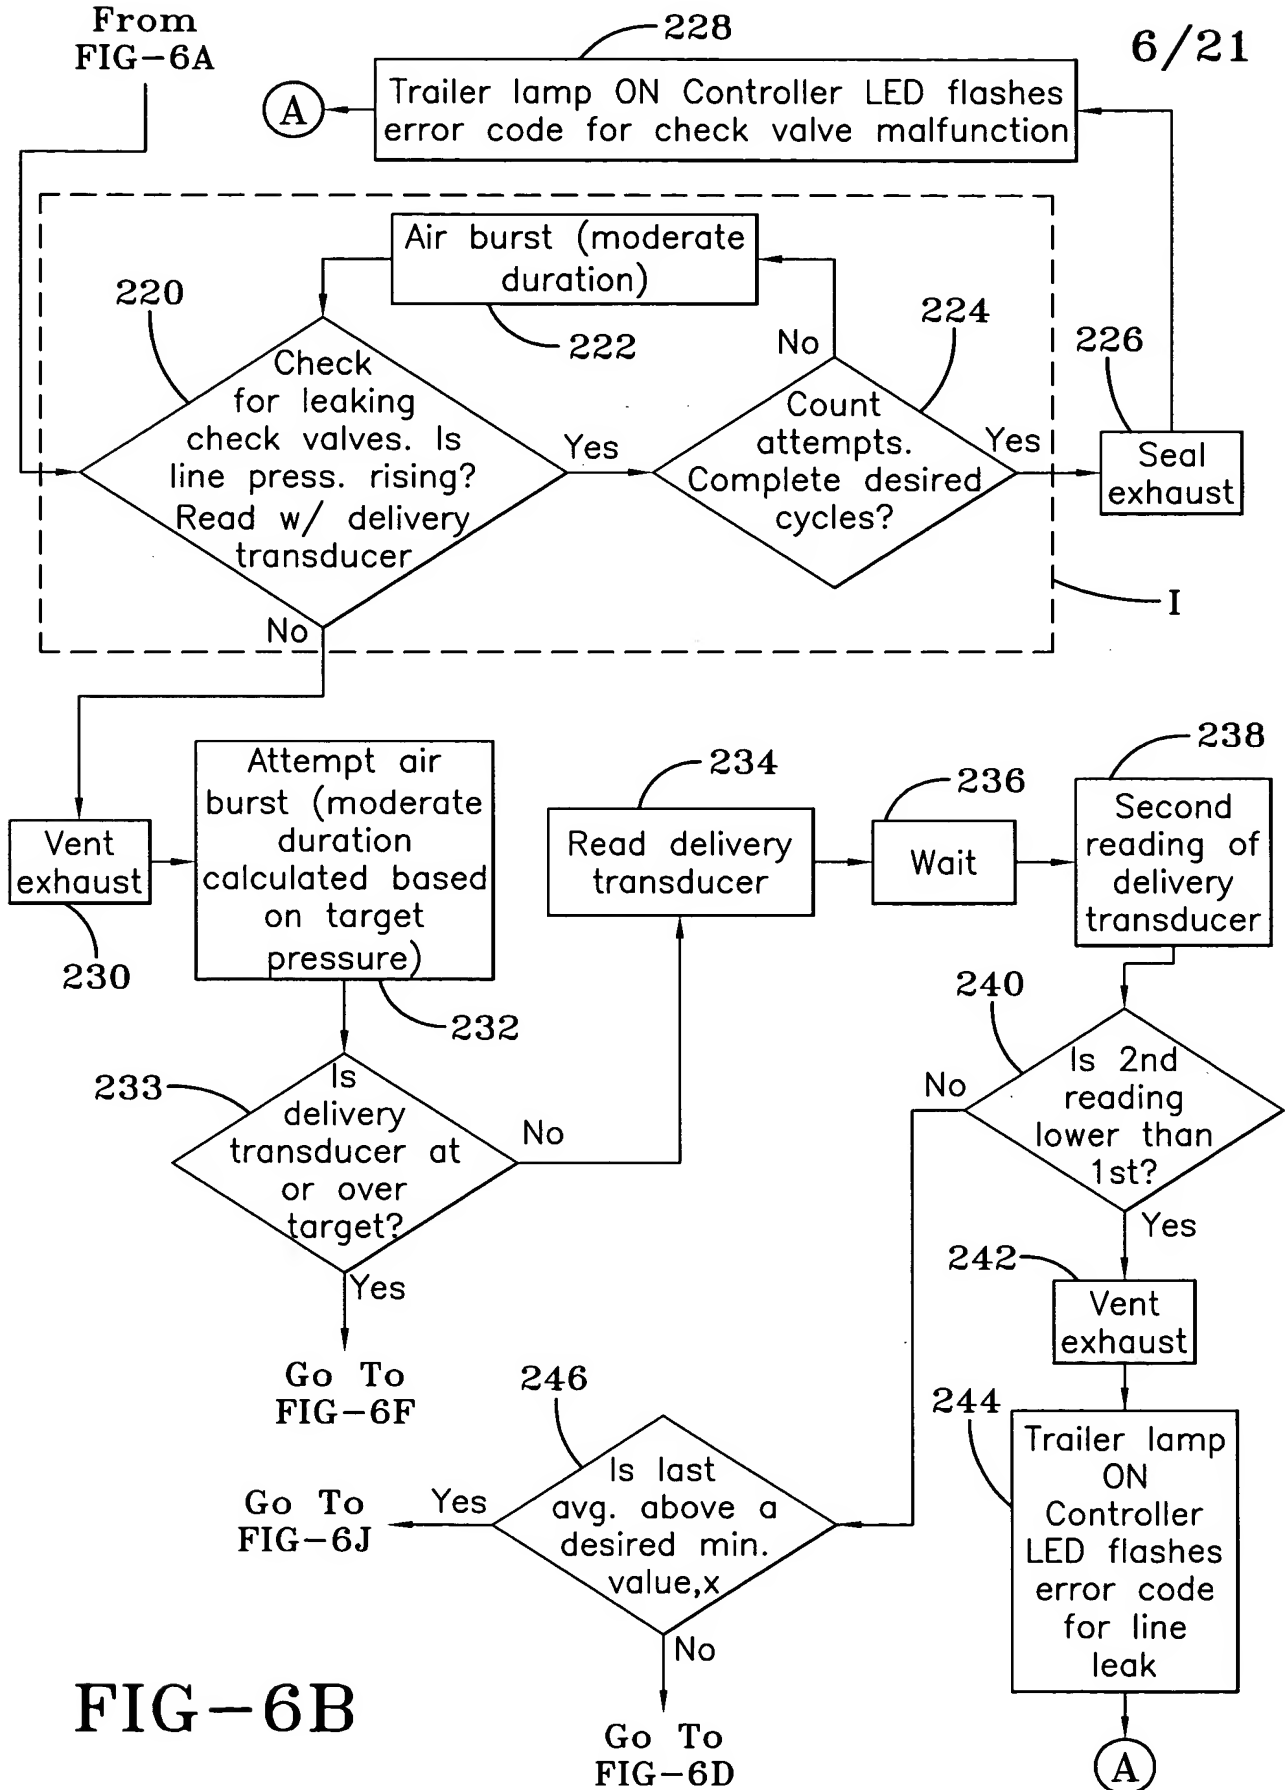 From
FIG-6A
228
6/21
A
Trailer lamp ON Controller LED flashes
error code for check valve malfunction
Air burst (moderate
duration)
220
222
224
226
No
Check
for leaking
check valves. Is
line press. rising?
Read w/ delivery
transducer
Yes
Count
attempts.
Complete desired
cycles?
Yes
Seal
exhaust
No
I
Vent
exhaust
230
Attempt air
burst (moderate
duration
calculated based
on target
pressure)
232
234
Read delivery
transducer
236
Wait
238
Second
reading of
delivery
transducer
233
Is
delivery
transducer at
or over
target?
No
Yes
Go To
FIG-6F
240
No
Is 2nd
reading
lower than
1st?
Yes
242
Vent
exhaust
244
Trailer lamp
ON
Controller
LED flashes
error code
for line
leak
A
246
Is last
avg. above a
desired min.
value,x
Yes
Go To
FIG-6J
No
Go To
FIG-6D
FIG-6B